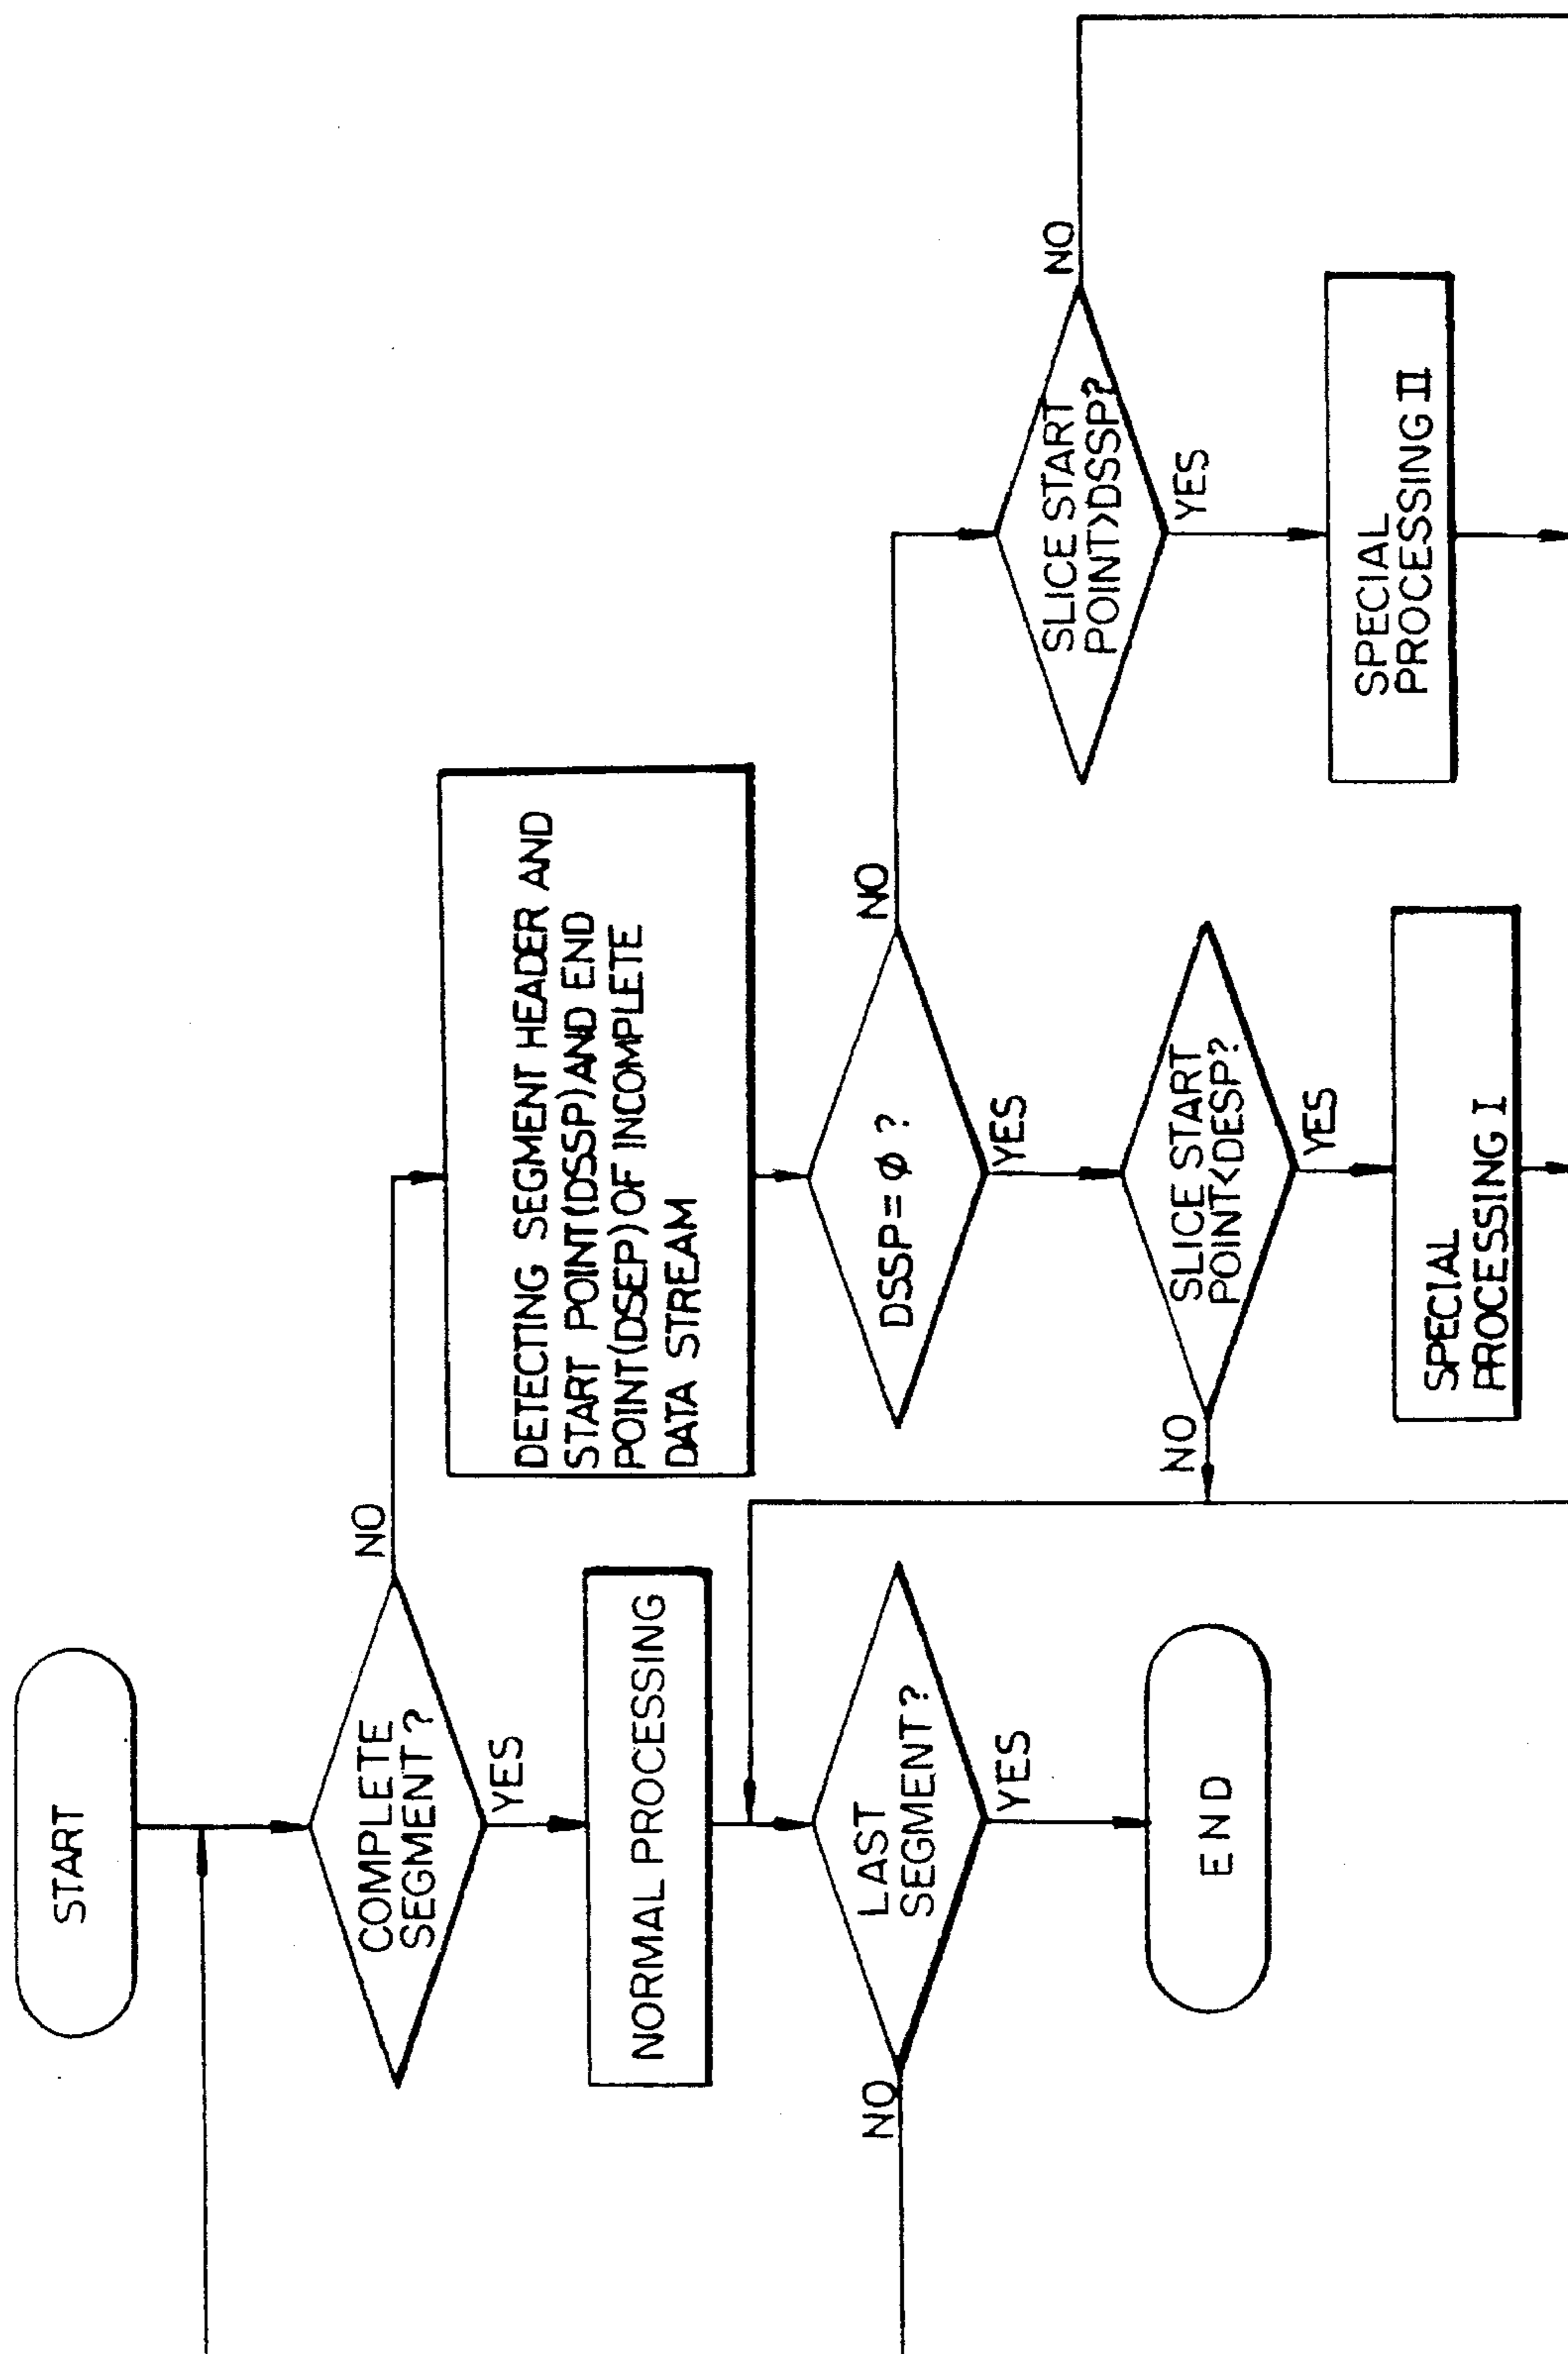 START
COMPLETE
SEGMENT?
NO
YES
NORMAL PROCESSING
LAST
SEGMENT?
NO
YES
END
DETECTING SEGMENT HEADER AND
START POINT(DSSP)AND END
POINT(DSEP)OF INCOMPLETE
DATA STREAM
DSSP=ϕ?
NO
YES
SLICE START
POINT<DESP?
NO
YES
SPECIAL
PROCESSING I
SLICE START
POINT>DSSP?
NO
YES
SPECIAL
PROCESSING II